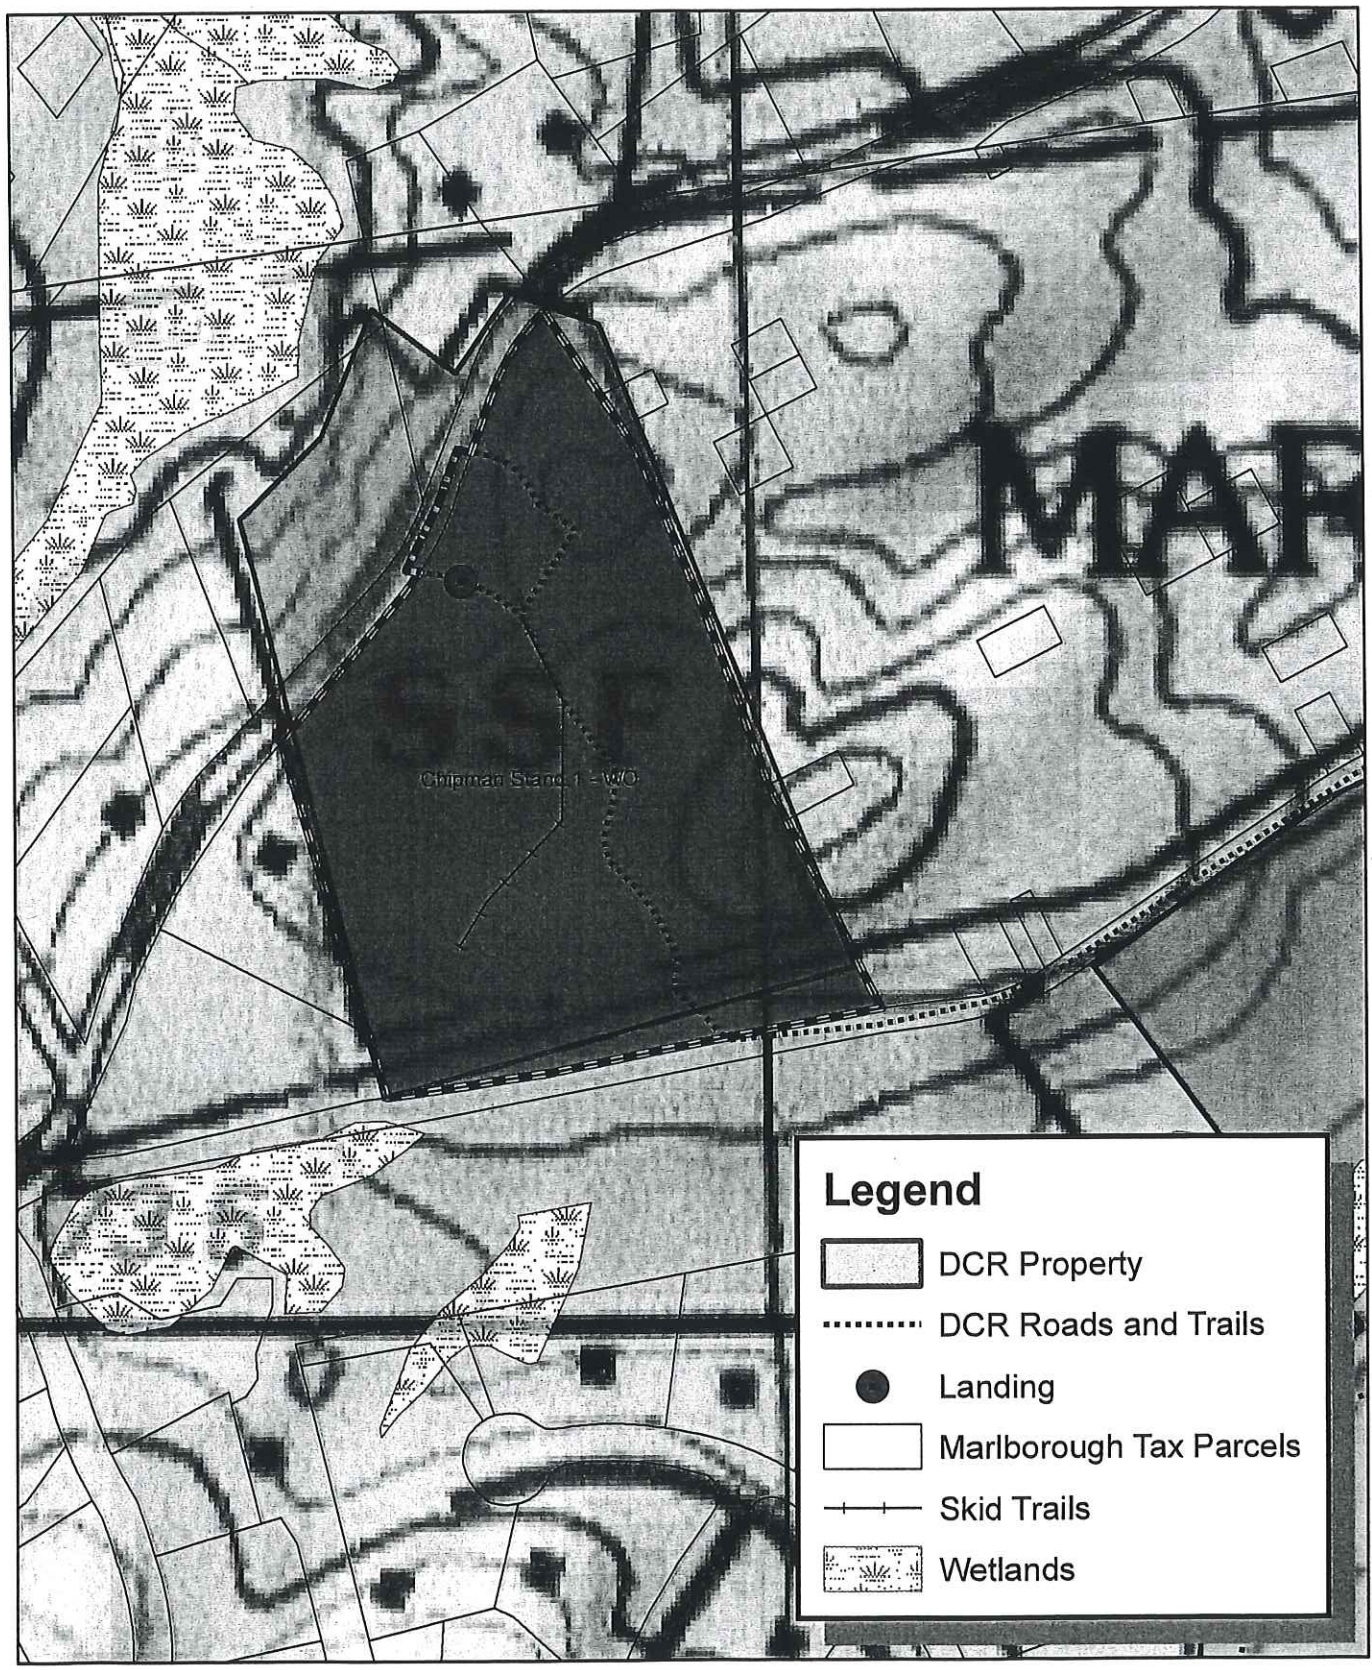 MAR
SSF
Chipman Stand 1 - WO
Legend
DCR Property
DCR Roads and Trails
Landing
Marlborough Tax Parcels
Skid Trails
Wetlands